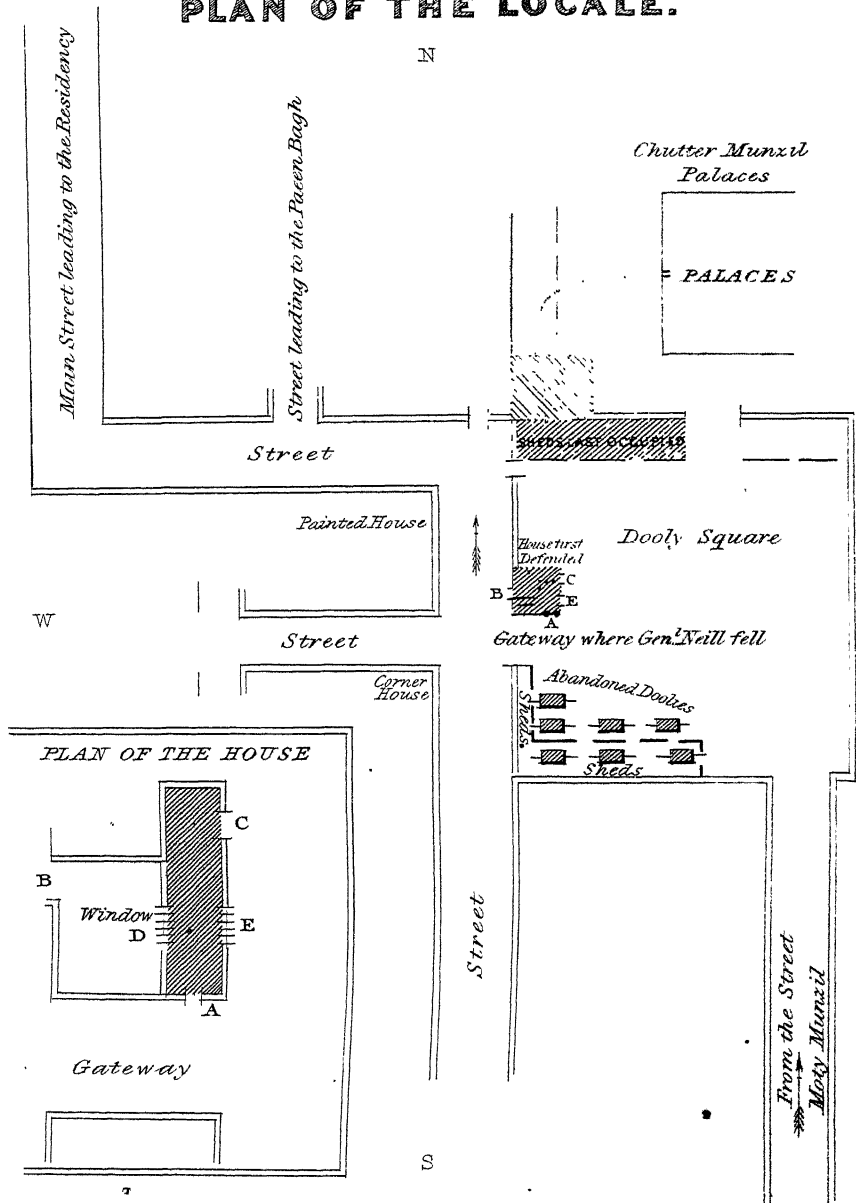 PLAN OF THE LOCALE.
N
Main Street leading to the Residency
Street leading to the Paeen Bagh
Chutter Munzil
Palaces
PALACES
SHEDS LAST OCCUPIED
Street
Painted House
House first
Defended
Dooly Square
C
B
E
A
W
Street
Gateway where Genl. Neill fell
Corner
House
Abandoned Doolies
Sheds.
Sheds
PLAN OF THE HOUSE
C
B
Window
D
E
A
Gateway
Street
From the Street
Moty Munzil
S